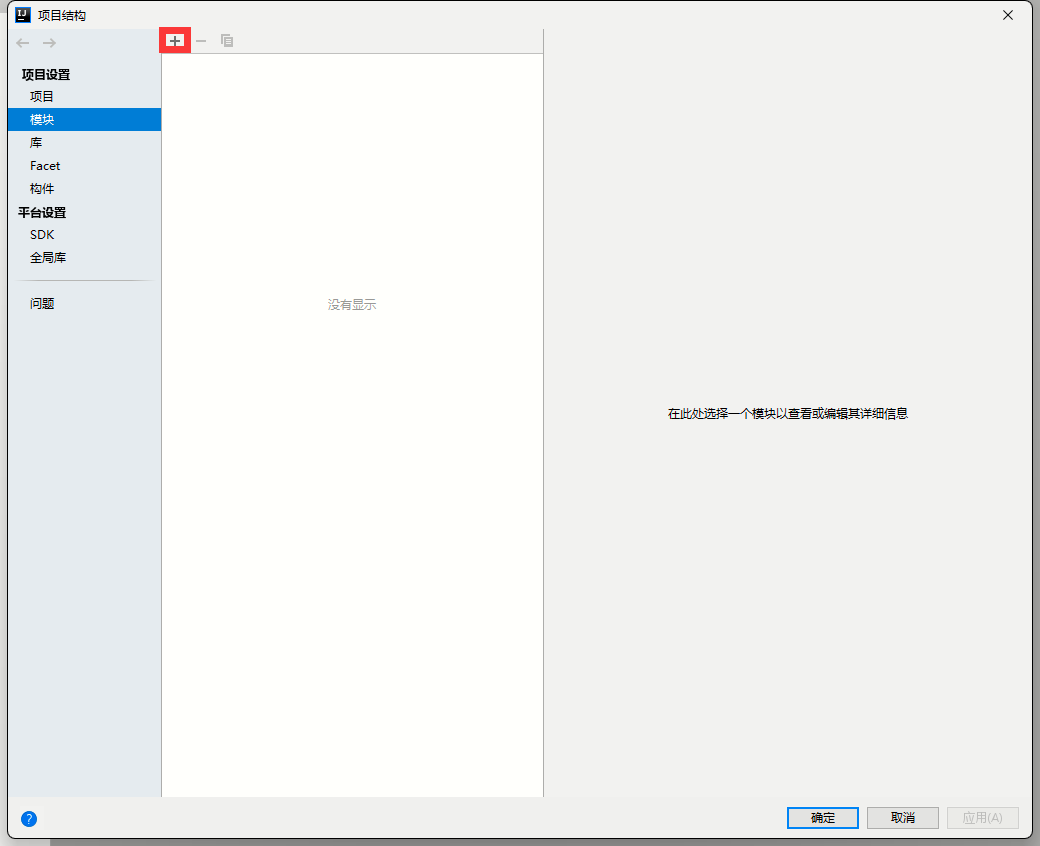 项目结构
项目设置
项目
模块
库
Facet
构件
平台设置
SDK
全局库
问题
没有显示
在此处选择一个模块以查看或编辑其详细信息
?
确定
取消
应用(A)